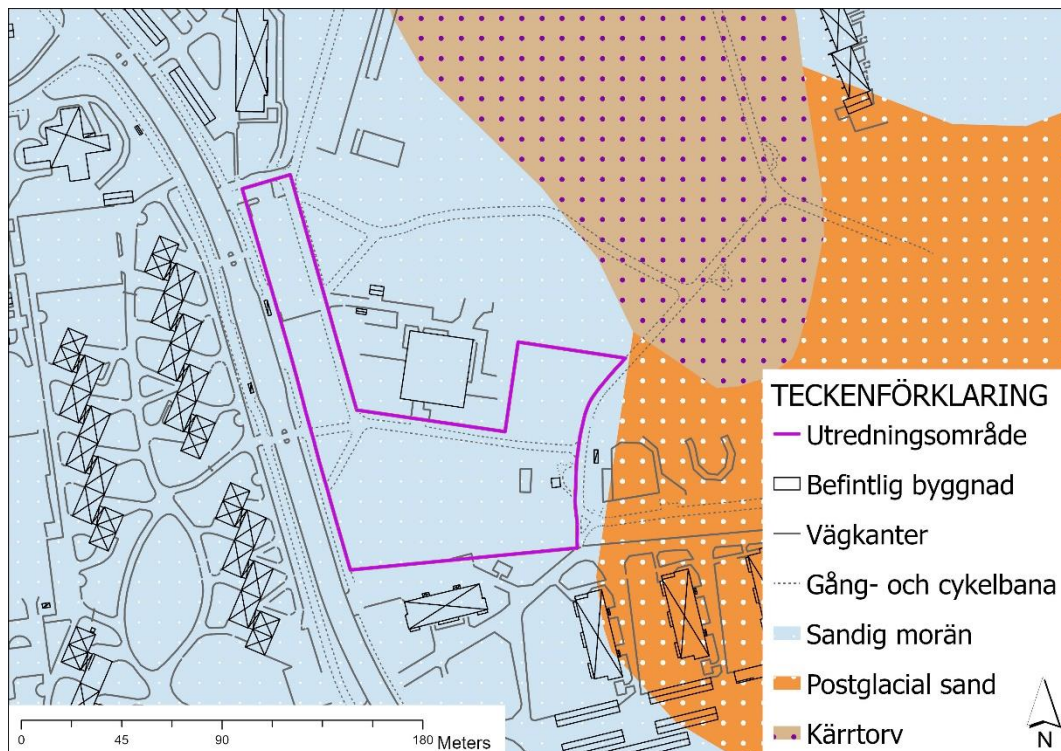 TECKENFÖRKLARING
Utredningsområde
Befintlig byggnad
Vägkanter
Gång- och cykelbana
Sandig morän
Postglacial sand
Kärrtorv
0 45 90 180 Meters
N